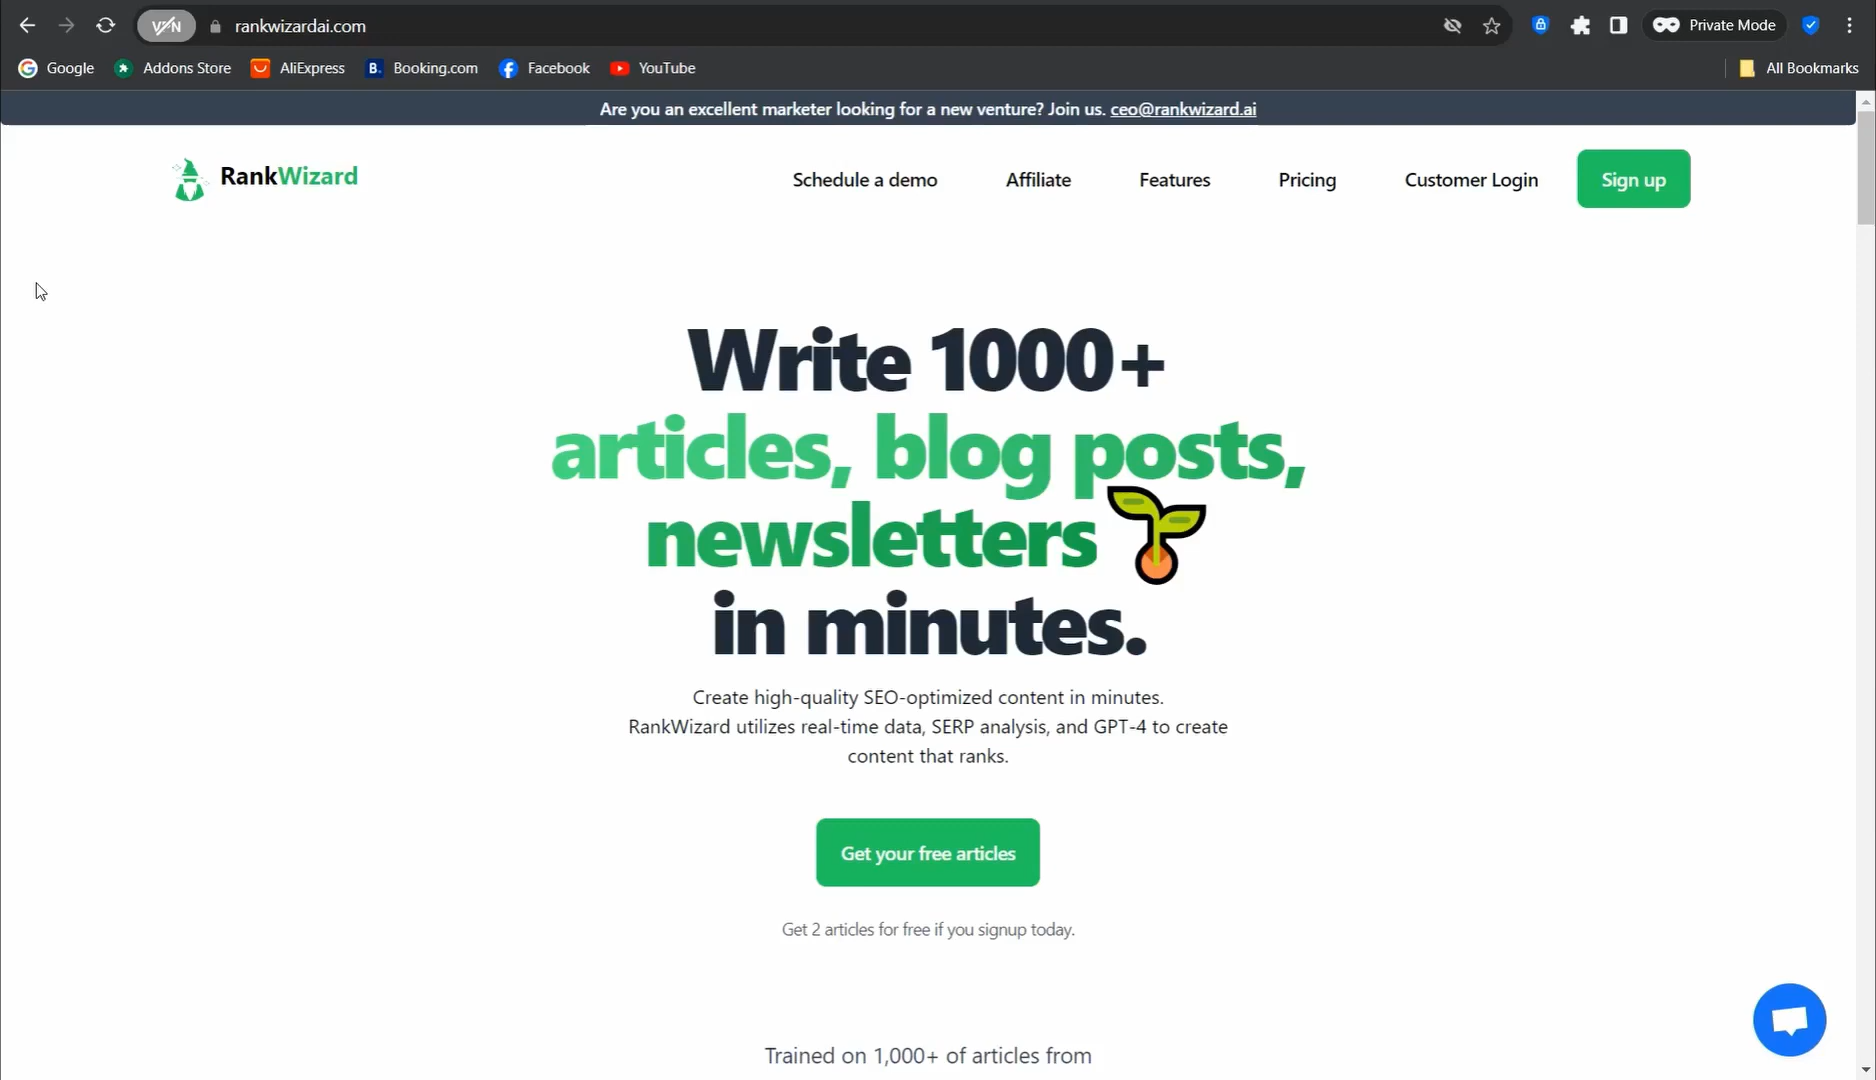 VPN rankwizardai.com Private Mode
Google Addons Store AliExpress B. Booking.com Facebook YouTube All Bookmarks
Are you an excellent marketer looking for a new venture? Join us. ceo@rankwizard.ai
RankWizard Schedule a demo Affiliate Features Pricing Customer Login Sign up
Write 1000+
articles, blog posts,
newsletters
in minutes.
Create high-quality SEO-optimized content in minutes.
RankWizard utilizes real-time data, SERP analysis, and GPT-4 to create
content that ranks.
Get your free articles
Get 2 articles for free if you signup today.
Trained on 1,000+ of articles from